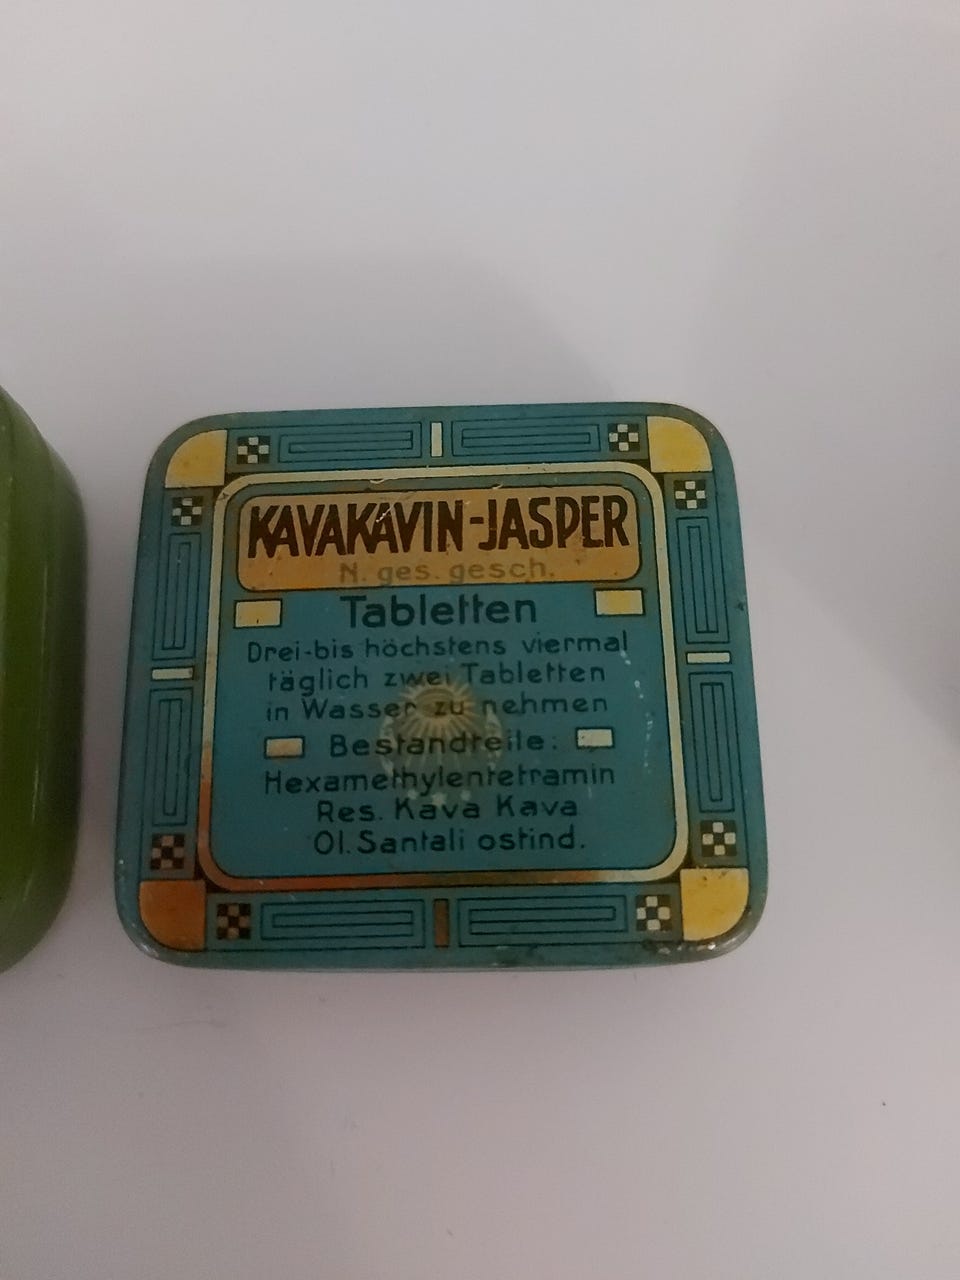 KAVAKAVIN-JASPER
N. ges. gesch.
Tabletten
Drei-bis höchstens viermal
täglich zwei Tabletten
in Wasser zu nehmen
Bestandteile:
Hexamethylentetramin
Res. Kava Kava
Ol. Santali ostind.